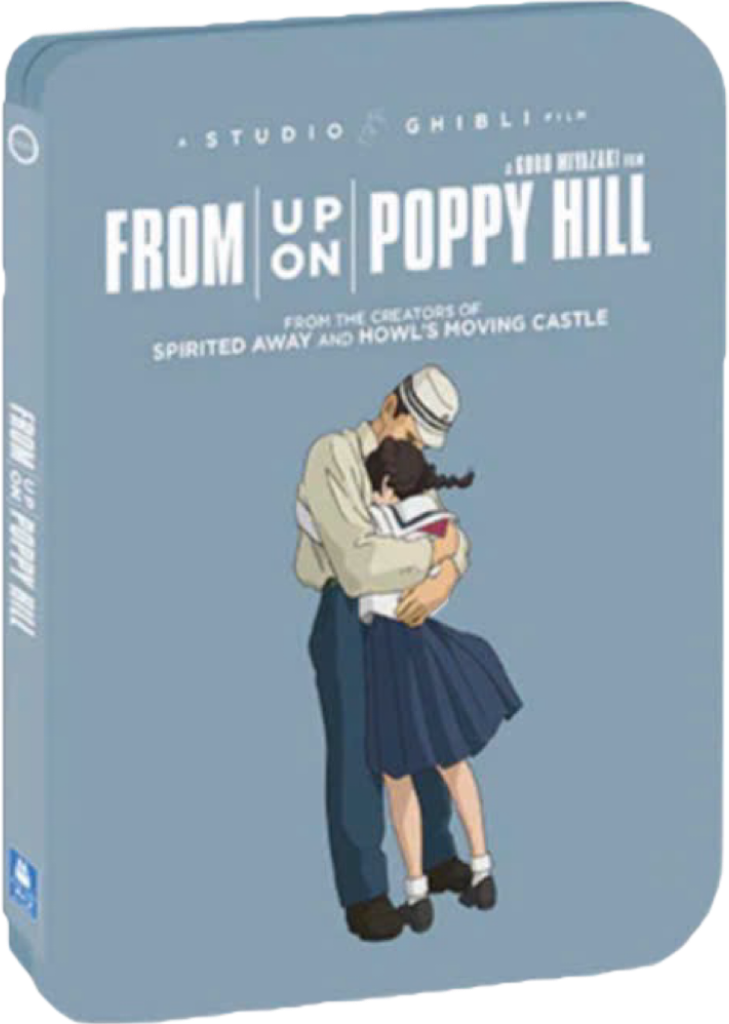 A STUDIO GHIBLI FILM
A GORO MIYAZAKI FILM
FROM UP ON POPPY HILL
FROM THE CREATORS OF
SPIRITED AWAY AND HOWL'S MOVING CASTLE
FROM UP ON POPPY HILL